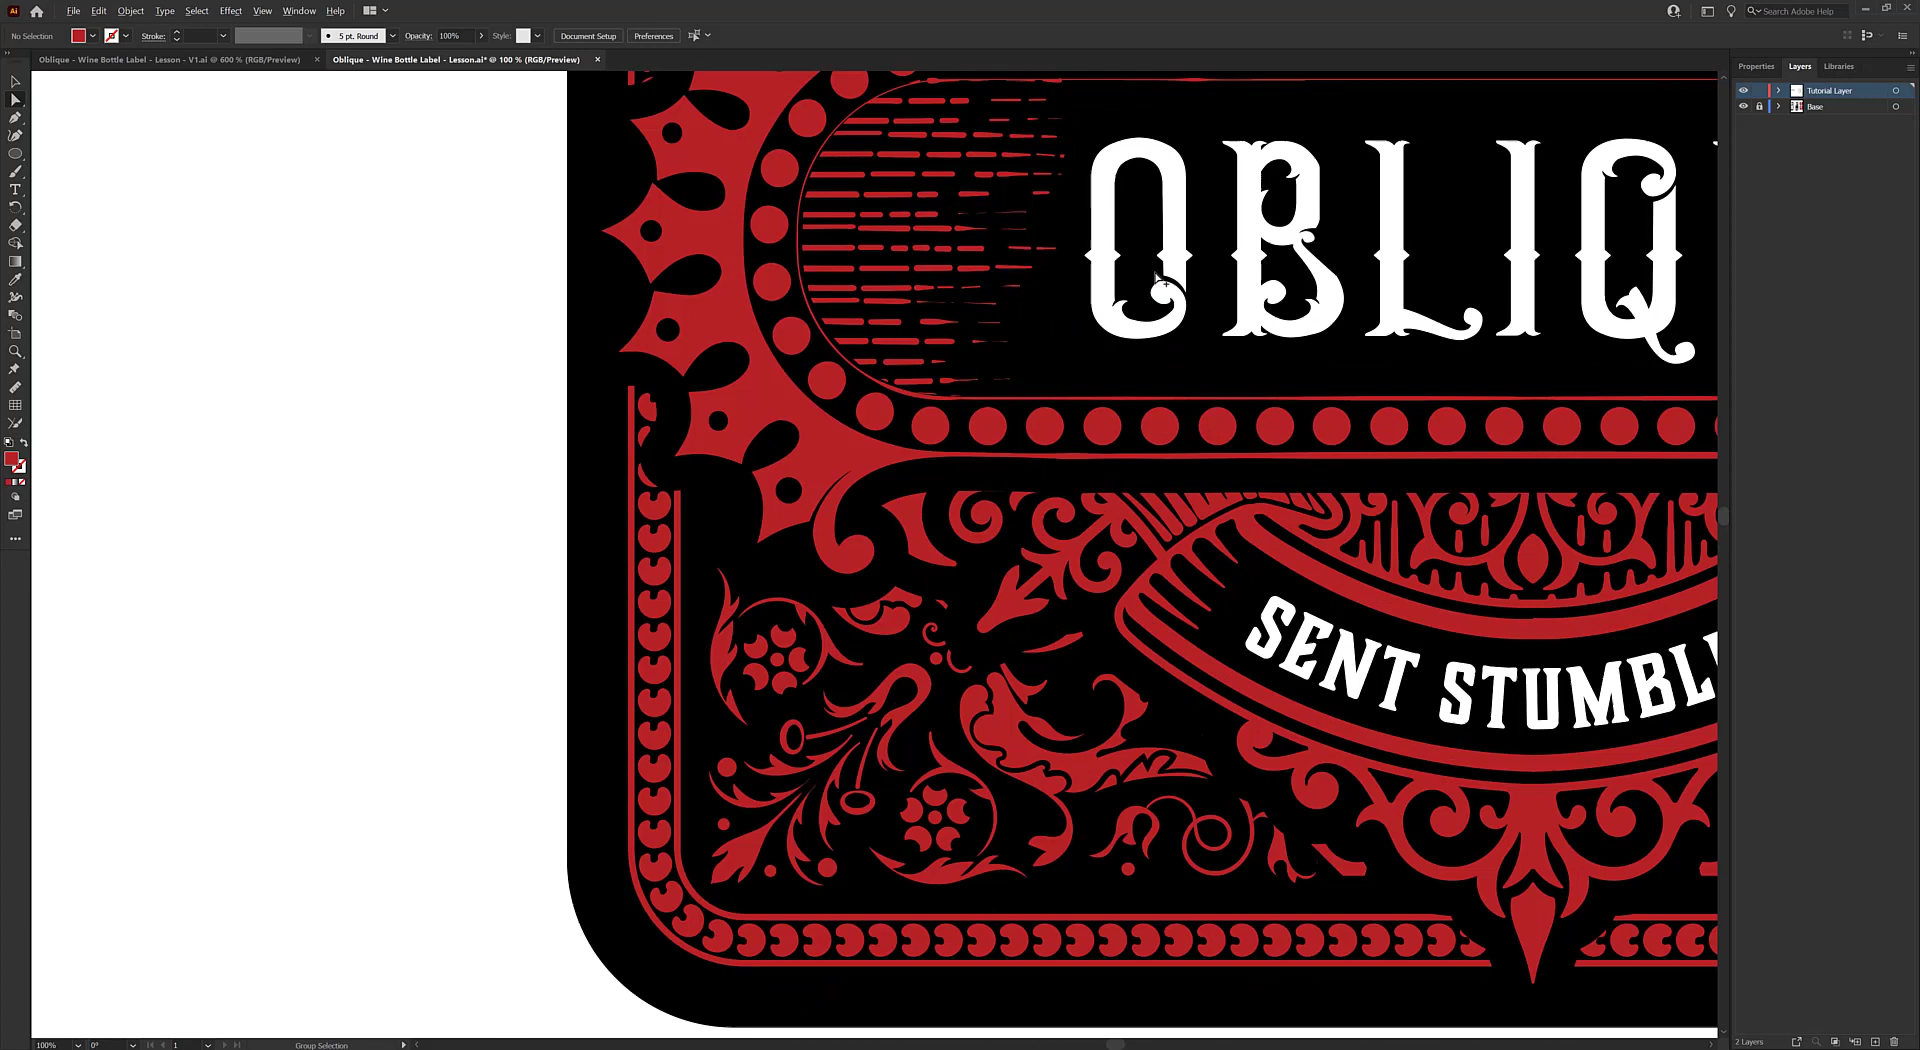 Ai File Edit Object Type Select Effect View Window Help Search Adobe Help
No Selection Stroke: 5 pt. Round Opacity: 100% Style: Document Setup Preferences
Oblique - Wine Bottle Label - Lesson - V1.ai @ 600 % (RGB/Preview) Oblique - Wine Bottle Label - Lesson.ai* @ 100 % (RGB/Preview)
Properties Layers Libraries
Tutorial Layer
Base
OBLIQ
SENT STUMBL
100% 0° 1 Group Selection
2 Layers